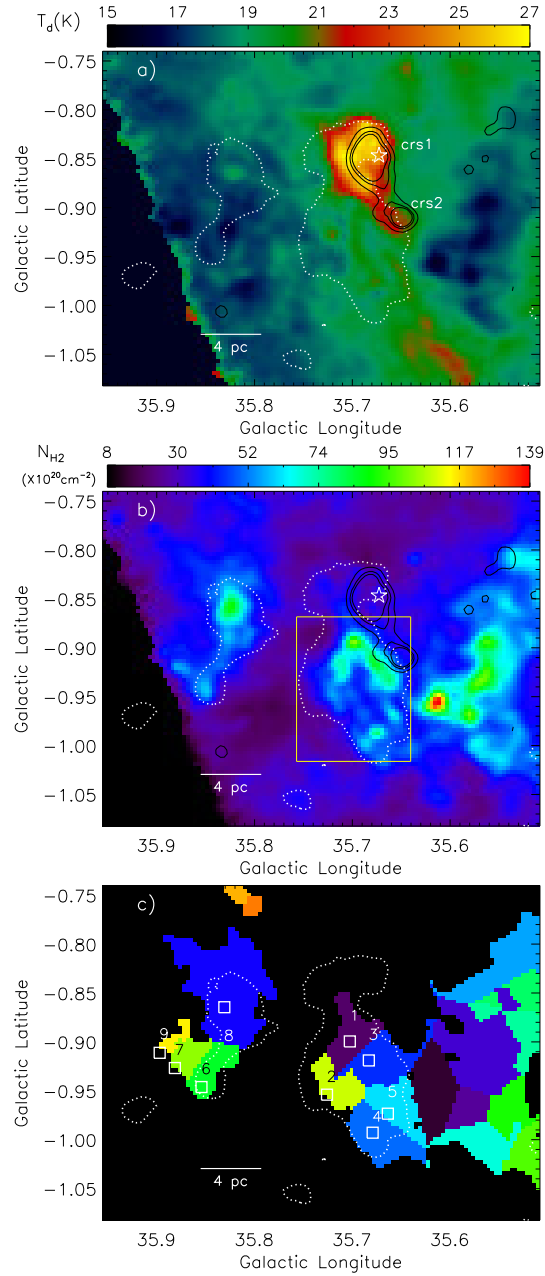 T_d(K)
15 17 19 21 23 25 27
a)
crs1
crs2
4 pc
-0.75
-0.80
-0.85
-0.90
-0.95
-1.00
-1.05
Galactic Latitude
35.9 35.8 35.7 35.6
Galactic Longitude
N_H2
(X10^20cm^-2)
8 30 52 74 95 117 139
b)
4 pc
-0.75
-0.80
-0.85
-0.90
-0.95
-1.00
-1.05
Galactic Latitude
35.9 35.8 35.7 35.6
Galactic Longitude
c)
1
3
9
8
7
6
2
5
4
4 pc
-0.75
-0.80
-0.85
-0.90
-0.95
-1.00
-1.05
Galactic Latitude
35.9 35.8 35.7 35.6
Galactic Longitude